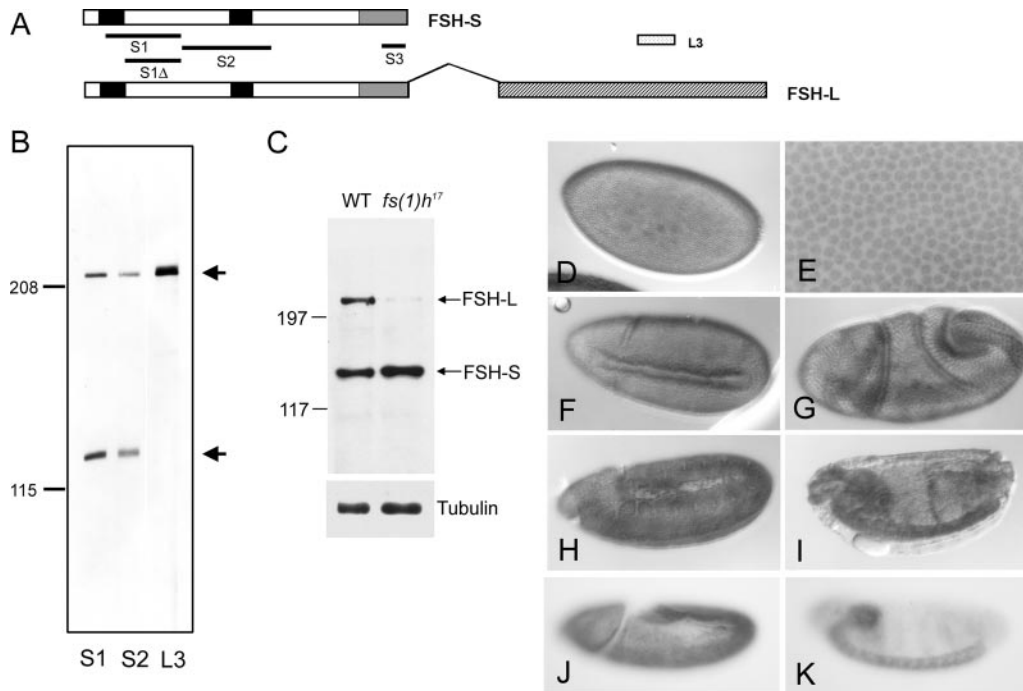 A
FSH-S
S1
S2
S3
L3
S1Δ
FSH-L
B
208
115
S1 S2 L3
C
WT fs(1)h¹⁷
197
117
FSH-L
FSH-S
Tubulin
D
E
F
G
H
I
J
K